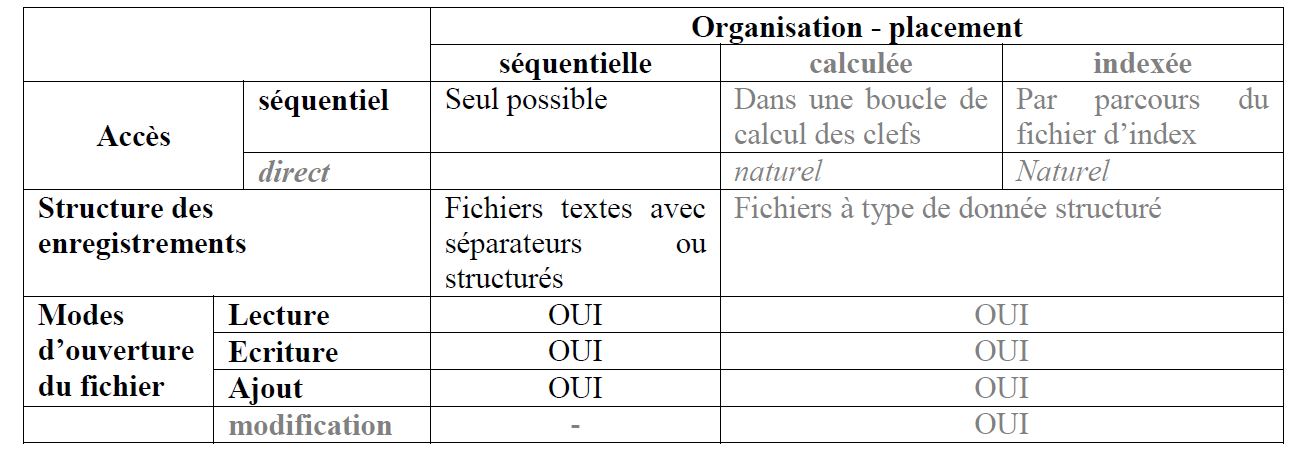 Organisation - placement
séquentielle calculée indexée
Accès séquentiel Seul possible Dans une boucle de calcul des clefs Par parcours du fichier d’index
direct naturel Naturel
Structure des enregistrements Fichiers textes avec séparateurs ou structurés Fichiers à type de donnée structuré
Modes d’ouverture du fichier Lecture OUI OUI
Ecriture OUI OUI
Ajout OUI OUI
modification - OUI